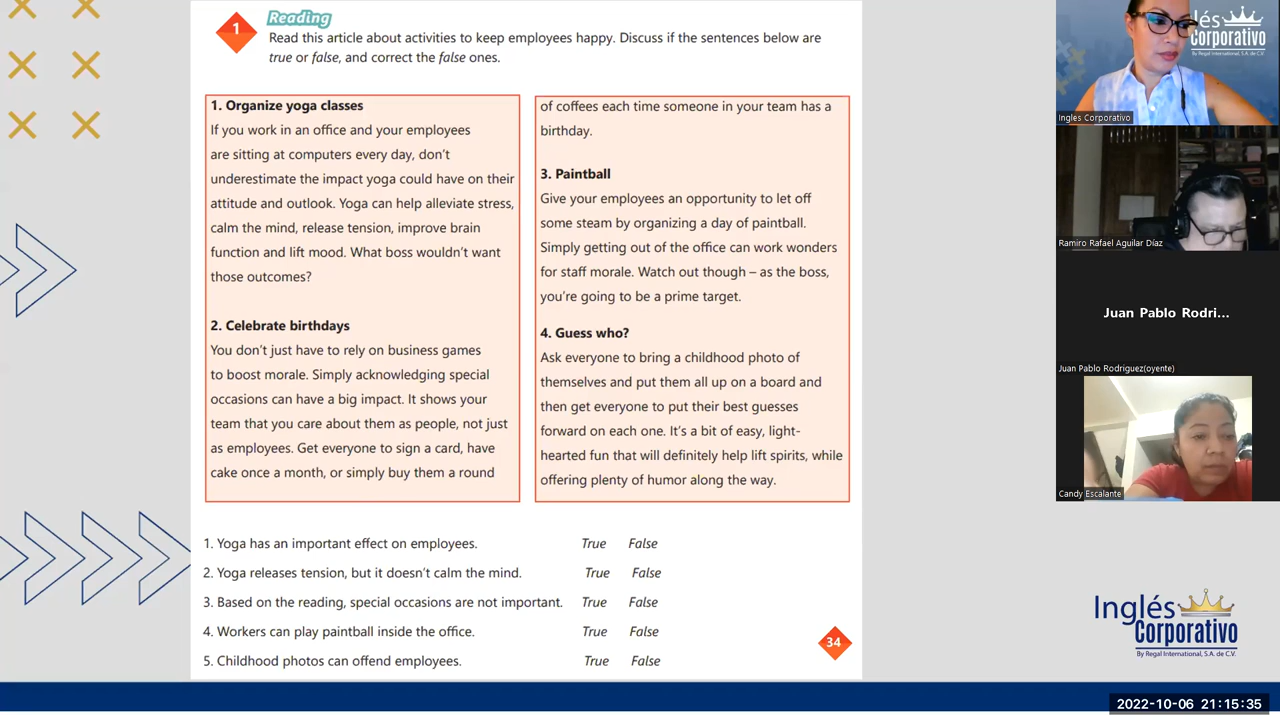 1
Reading
Read this article about activities to keep employees happy. Discuss if the sentences below are
true or false, and correct the false ones.
1. Organize yoga classes
If you work in an office and your employees
are sitting at computers every day, don't
underestimate the impact yoga could have on their
attitude and outlook. Yoga can help alleviate stress,
calm the mind, release tension, improve brain
function and lift mood. What boss wouldn't want
those outcomes?
2. Celebrate birthdays
You don't just have to rely on business games
to boost morale. Simply acknowledging special
occasions can have a big impact. It shows your
team that you care about them as people, not just
as employees. Get everyone to sign a card, have
cake once a month, or simply buy them a round
of coffees each time someone in your team has a
birthday.
3. Paintball
Give your employees an opportunity to let off
some steam by organizing a day of paintball.
Simply getting out of the office can work wonders
for staff morale. Watch out though – as the boss,
you're going to be a prime target.
4. Guess who?
Ask everyone to bring a childhood photo of
themselves and put them all up on a board and
then get everyone to put their best guesses
forward on each one. It's a bit of easy, light-
hearted fun that will definitely help lift spirits, while
offering plenty of humor along the way.
1. Yoga has an important effect on employees. True False
2. Yoga releases tension, but it doesn't calm the mind. True False
3. Based on the reading, special occasions are not important. True False
4. Workers can play paintball inside the office. True False
5. Childhood photos can offend employees. True False
34
lés
Corporativo
By Regal International, S.A. de C.V.
Ingles Corporativo
Ramiro Rafael Aguilar Díaz
Juan Pablo Rodri...
Juan Pablo Rodriguez(oyente)
Candy Escalante
Inglés
Corporativo
By Regal International, S.A. de C.V.
2022-10-06 21:15:35